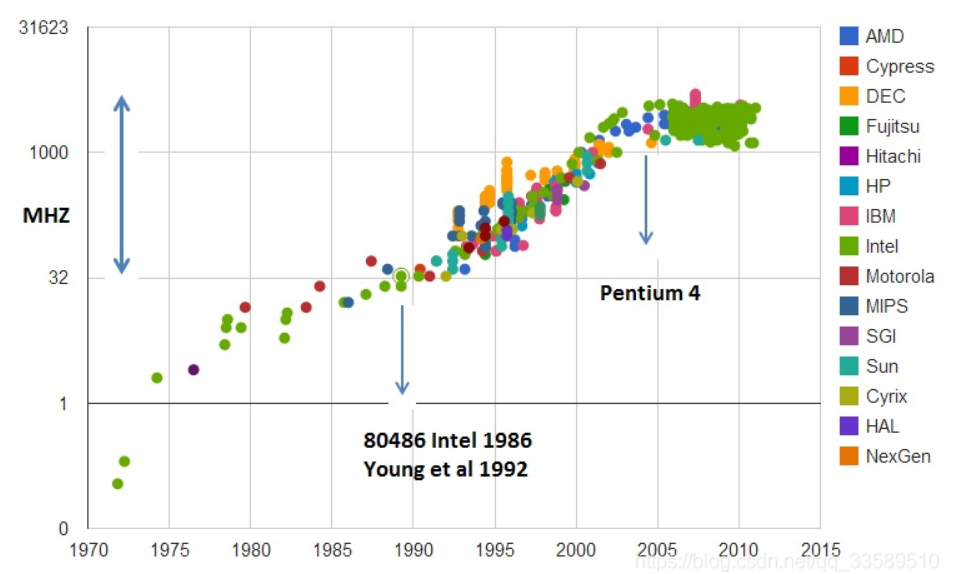 31623
1000
MHZ
32
1
0
1970 1975 1980 1985 1990 1995 2000 2005 2010 2015
80486 Intel 1986
Young et al 1992
Pentium 4
AMD
Cypress
DEC
Fujitsu
Hitachi
HP
IBM
Intel
Motorola
MIPS
SGI
Sun
Cyrix
HAL
NexGen
https://blog.csdn.net/qq_33589510